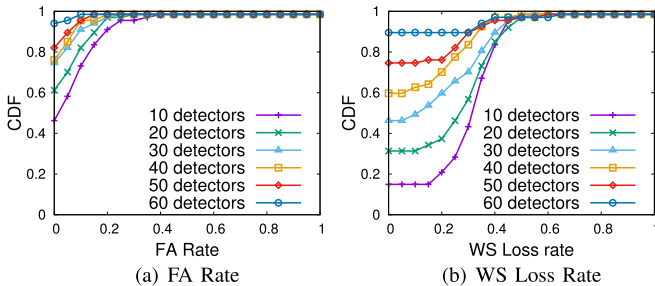 CDF
1
0.8
0.6
0.4
0.2
0
0 0.2 0.4 0.6 0.8 1
10 detectors
20 detectors
30 detectors
40 detectors
50 detectors
60 detectors
FA Rate
(a) FA Rate
CDF
1
0.8
0.6
0.4
0.2
0
0 0.2 0.4 0.6 0.8 1
10 detectors
20 detectors
30 detectors
40 detectors
50 detectors
60 detectors
WS Loss rate
(b) WS Loss Rate